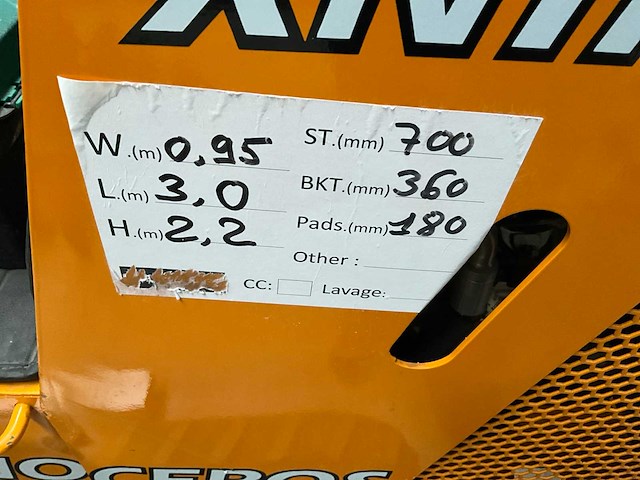 W.(m) 0,95 ST.(mm) 700
L.(m) 3,0 BKT.(mm) 360
H.(m) 2,2 Pads.(mm) 180
Other :
CC: Lavage:
OCEROS